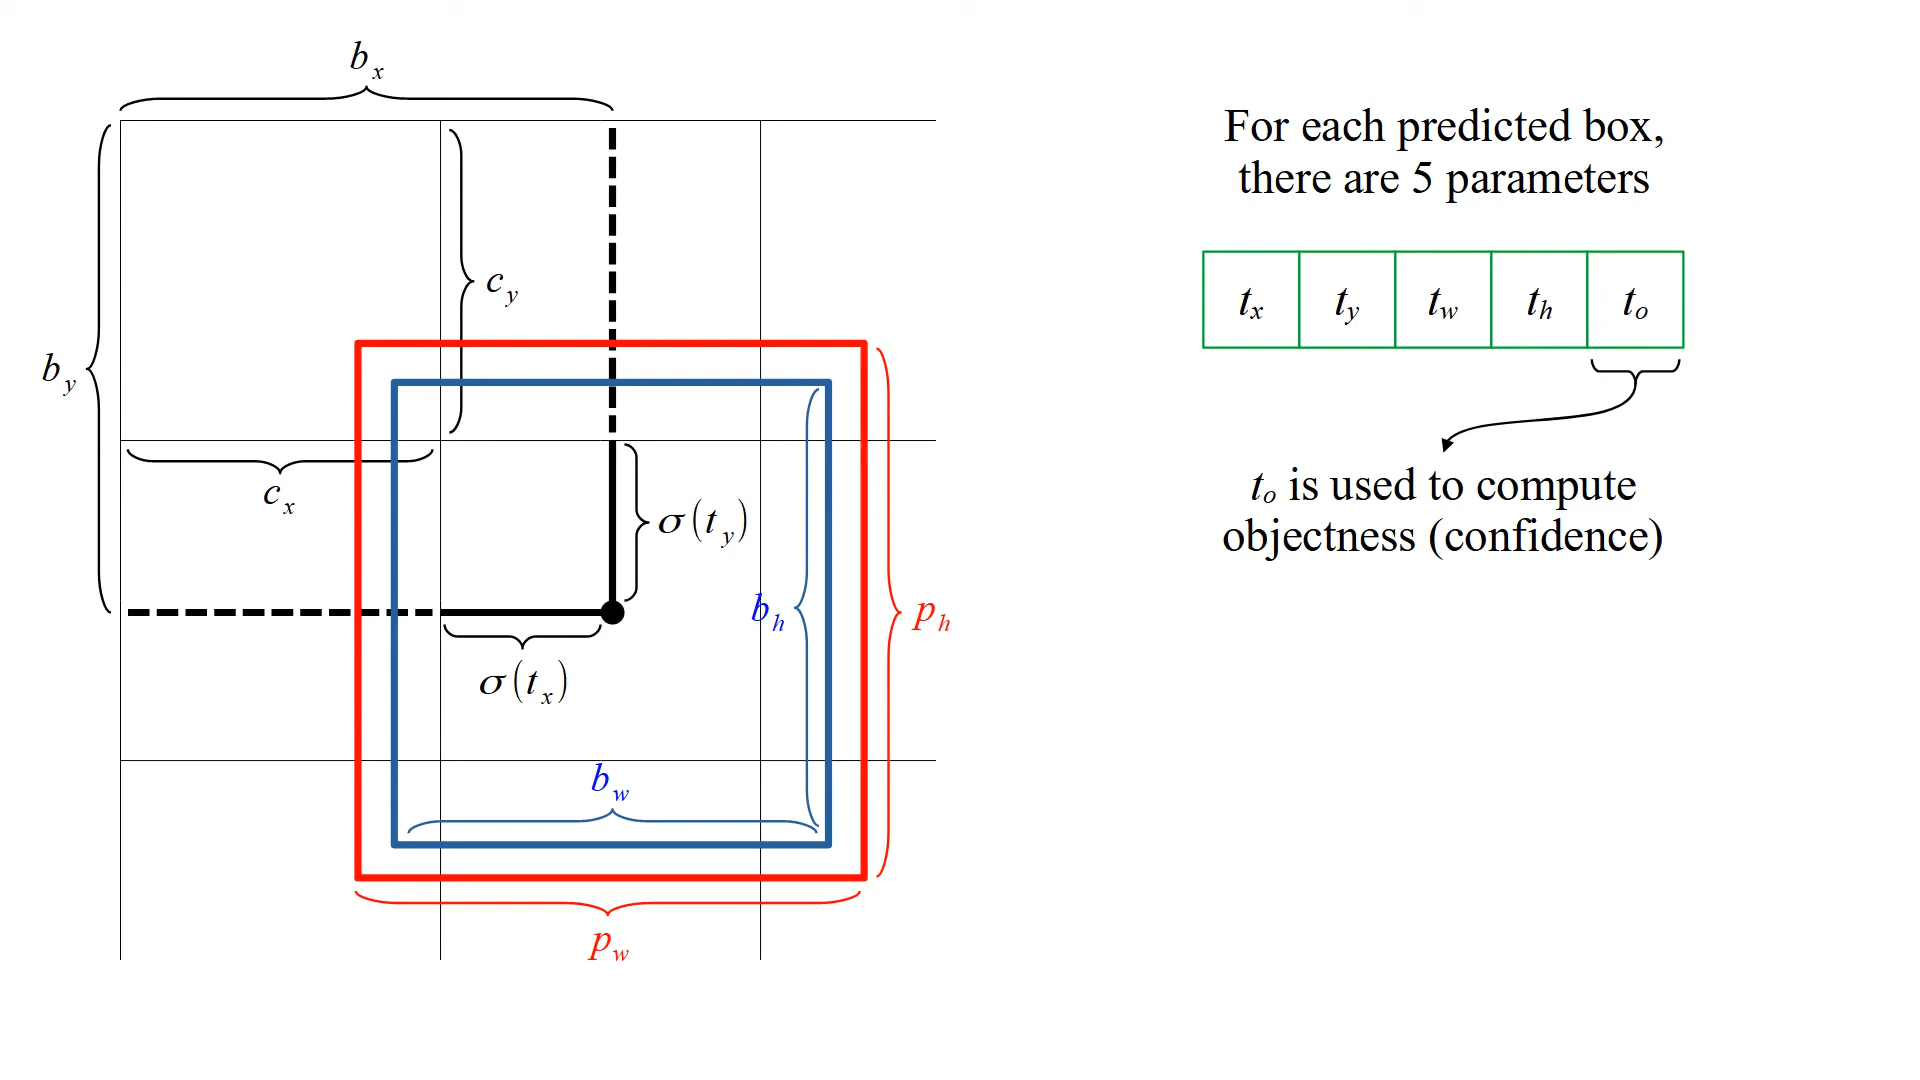 b_x
c_y
b_y
c_x
σ(t_y)
b_h
p_h
σ(t_x)
b_w
p_w
For each predicted box,
there are 5 parameters
t_x t_y t_w t_h t_o
t_o is used to compute
objectness (confidence)